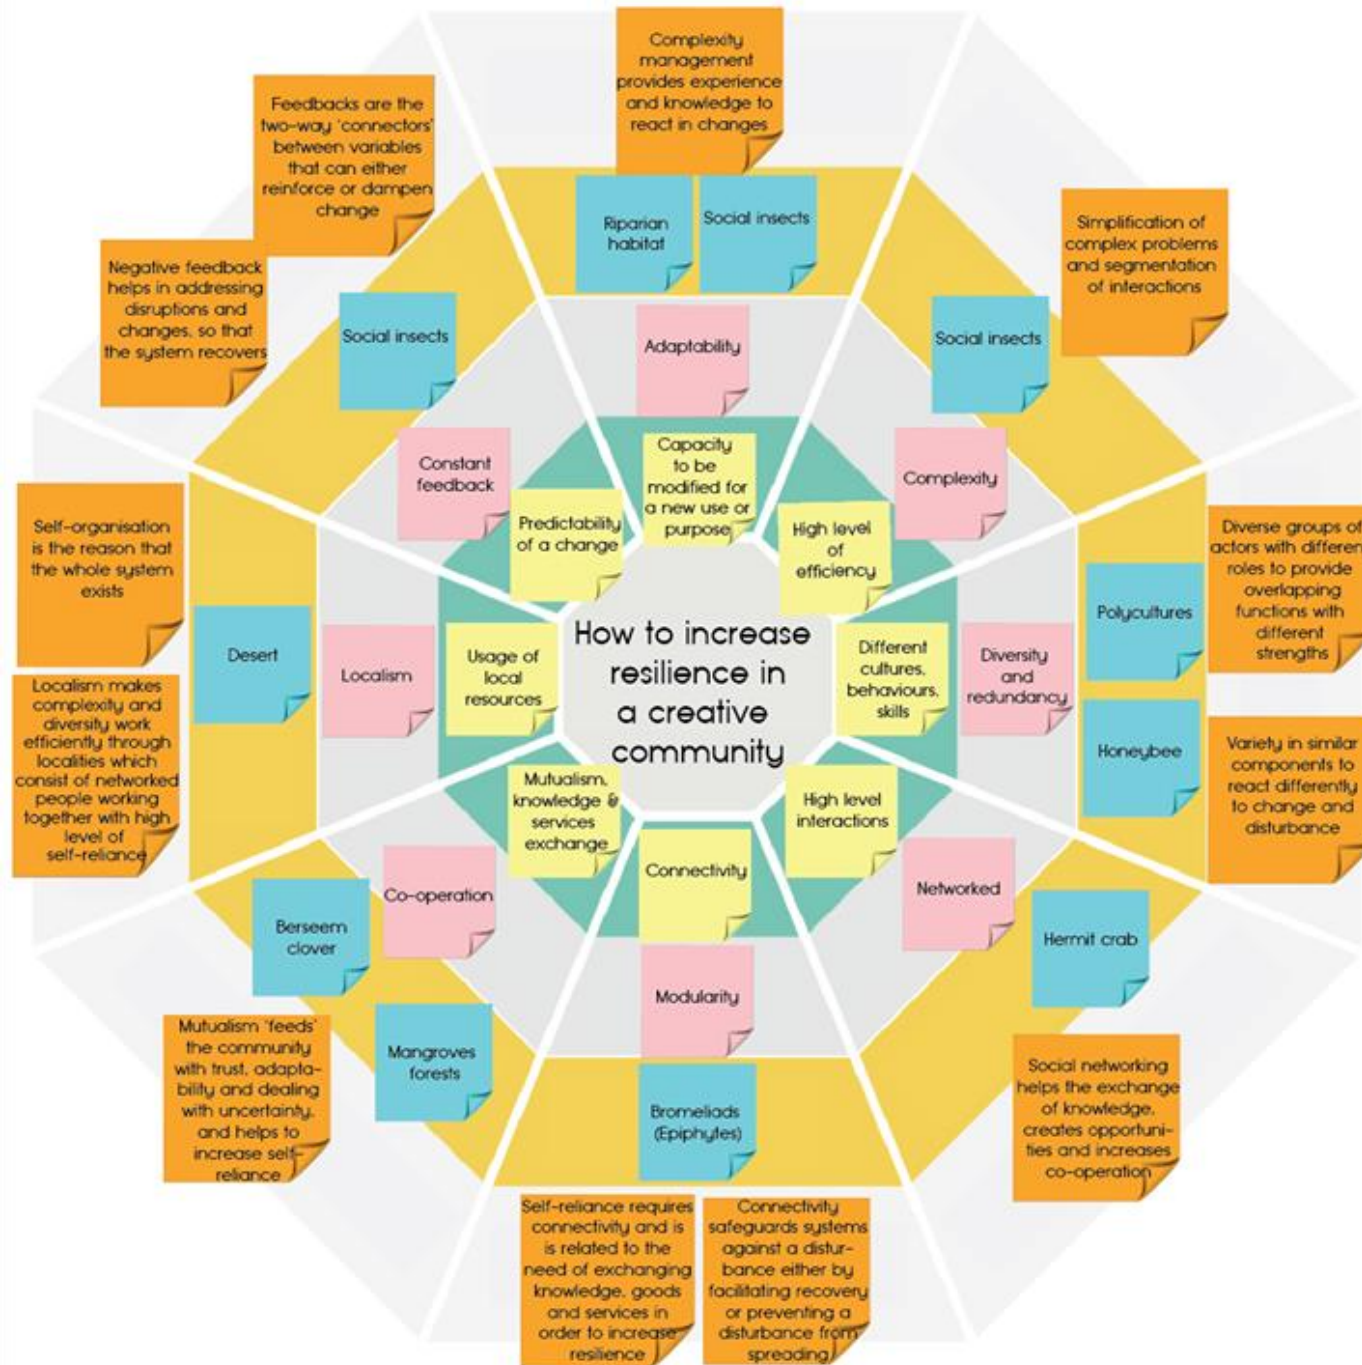 Complexity
management
provides experience
and knowledge to
react in changes
Riparian
habitat
Social insects
Adaptability
Capacity
to be
modified for
a new use or
purpose
Simplification of
complex problems
and segmentation
of interactions
Social insects
Complexity
High level
of
efficiency
Diverse groups of
actors with differen
roles to provide
overlapping
functions with
different
strengths
Variety in similar
components to
react differently
to change and
disturbance
Polycultures
Honeybee
Diversity
and
redundancy
Different
cultures,
behaviours,
skills
Social networking
helps the exchange
of knowledge,
creates opportuni-
ties and increases
co-operation
Hermit crab
Networked
High level
interactions
Self-reliance requires
connectivity and is
is related to the
need of exchanging
knowledge, goods
and services in
order to increase
resilience
Connectivity
safeguards systems
against a distur-
bance either by
facilitating recovery
or preventing a
disturbance from
spreading
Bromeliads
(Epiphytes)
Modularity
Connectivity
Mutualism 'feeds'
the community
with trust, adapta-
bility and dealing
with uncertainty,
and helps to
increase self-
reliance
Berseem
clover
Mangroves
forests
Co-operation
Mutualism,
knowledge &
services
exchange
Self-organisation
is the reason that
the whole system
exists
Localism makes
complexity and
diversity work
efficiently through
localities which
consist of networked
people working
together with high
level of
self-reliance
Desert
Localism
Usage of
local
resources
Feedbacks are the
two-way 'connectors'
between variables
that can either
reinforce or dampen
change
Negative feedback
helps in addressing
disruptions and
changes, so that
the system recovers
Social insects
Constant
feedback
Predictability
of a change
How to increase
resilience in
a creative
community